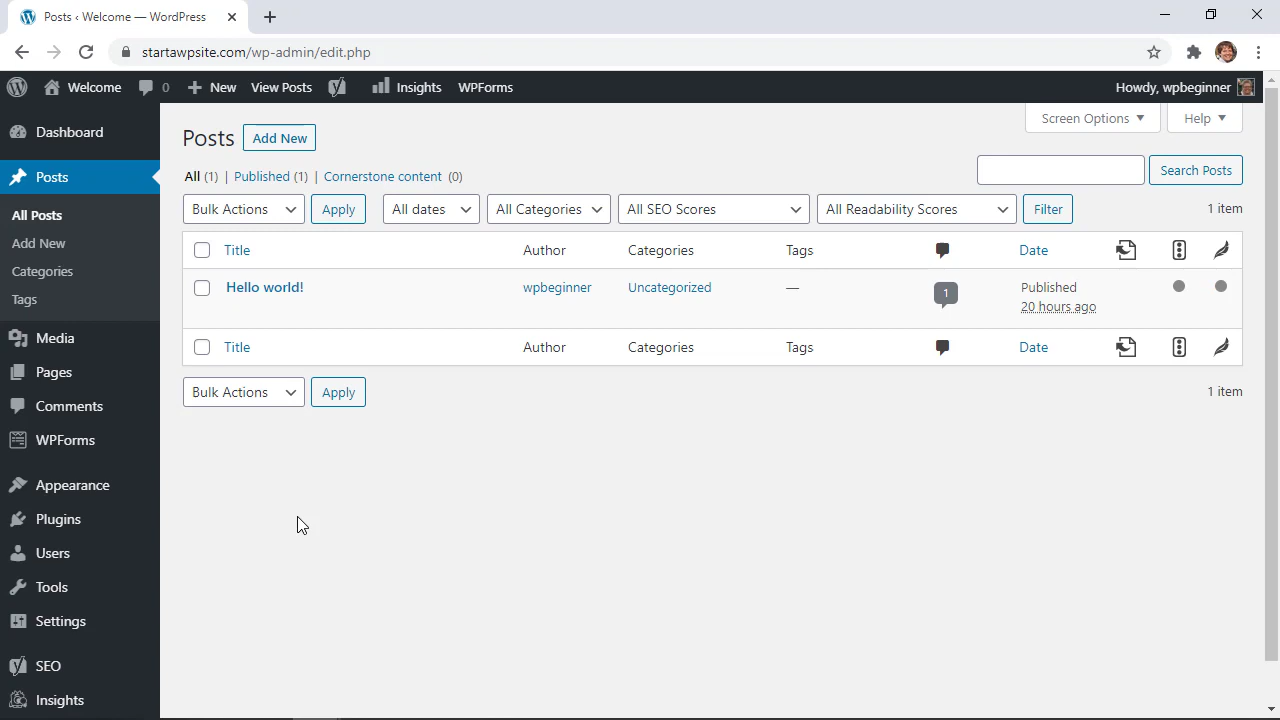 Posts ‹ Welcome — WordPress
startawpsite.com/wp-admin/edit.php
Welcome 0 New View Posts Insights WPForms Howdy, wpbeginner
Dashboard
Posts
All Posts
Add New
Categories
Tags
Media
Pages
Comments
WPForms
Appearance
Plugins
Users
Tools
Settings
SEO
Insights
Screen Options Help
Posts Add New
All (1) | Published (1) | Cornerstone content (0)
Search Posts
Bulk Actions Apply All dates All Categories All SEO Scores All Readability Scores Filter 1 item
Title Author Categories Tags Date
Hello world! wpbeginner Uncategorized — 1 Published
20 hours ago
Title Author Categories Tags Date
Bulk Actions Apply 1 item